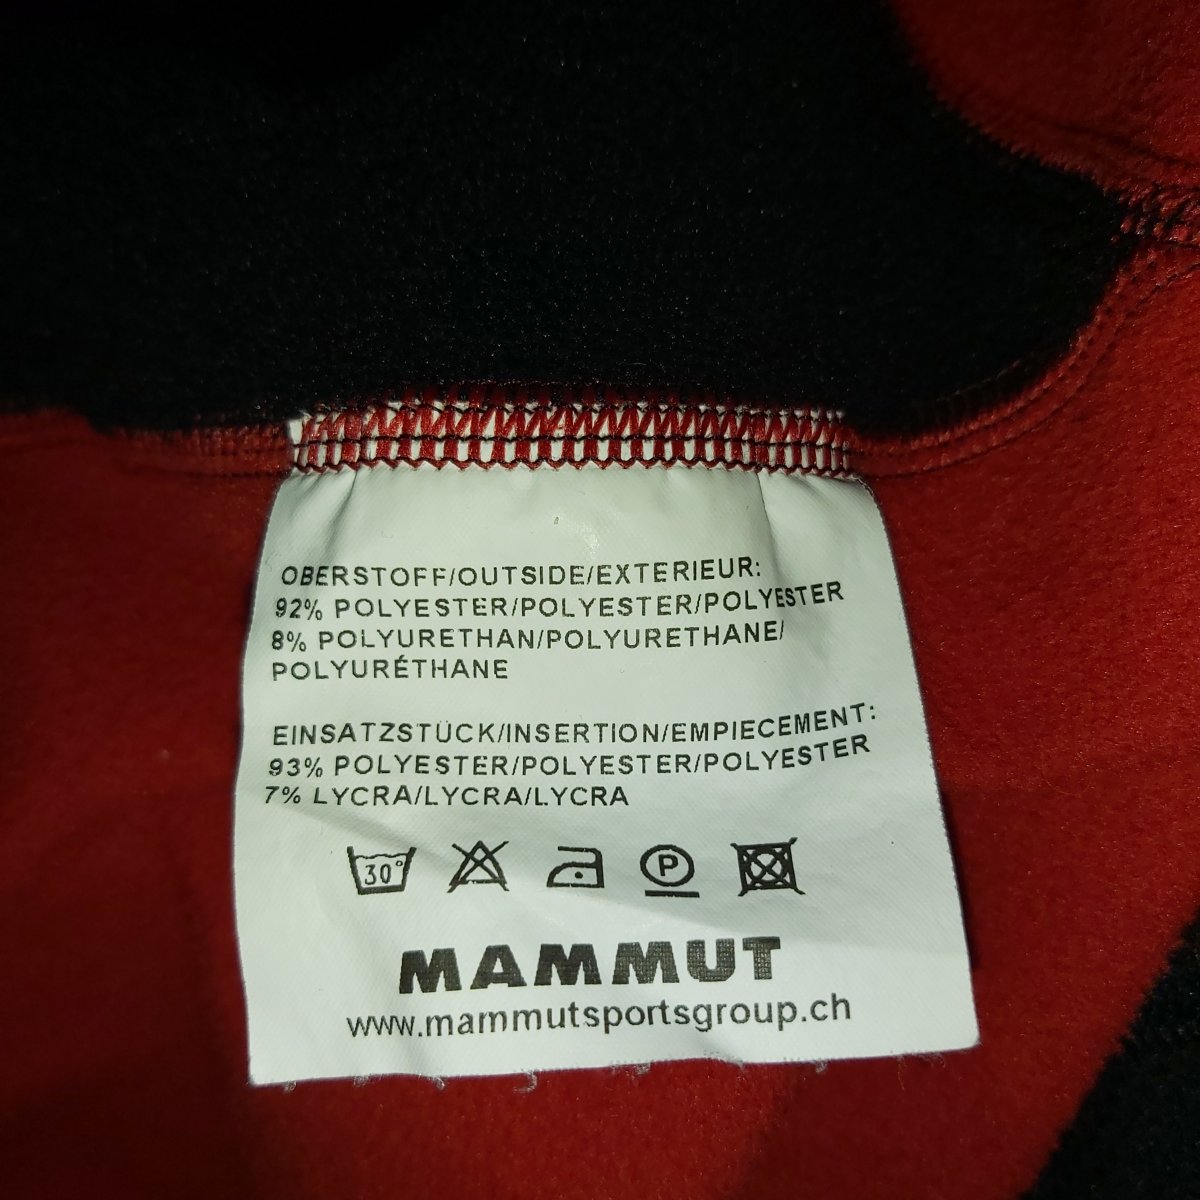 OBERSTOFF/OUTSIDE/EXTERIEUR:
92% POLYESTER/POLYESTER/POLYESTER
8% POLYURETHAN/POLYURETHANE/
POLYURÉTHANE
EINSATZSTÜCK/INSERTION/EMPIECEMENT:
93% POLYESTER/POLYESTER/POLYESTER
7% LYCRA/LYCRA/LYCRA
30° P
MAMMUT
www.mammutsportsgroup.ch